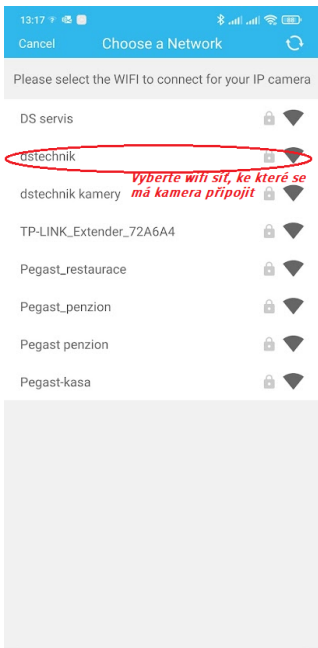 13:17
Cancel Choose a Network
Please select the WIFI to connect for your IP camera
DS servis
dstechnik
Vyberte wifi síť, ke které se
má kamera připojit
dstechnik kamery
TP-LINK_Extender_72A6A4
Pegast_restaurace
Pegast_penzion
Pegast penzion
Pegast-kasa